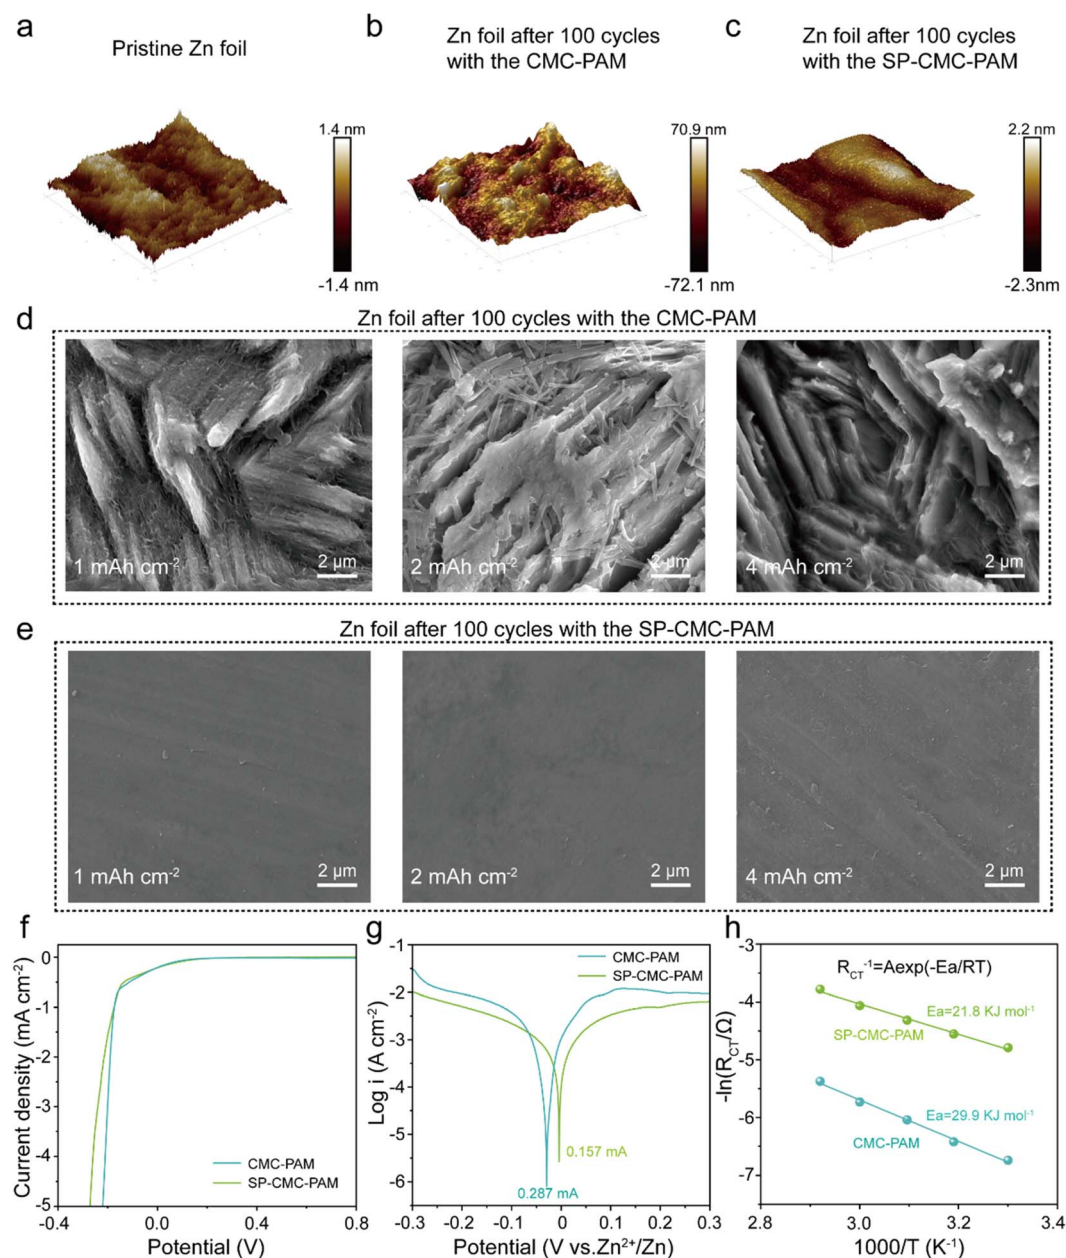 a
Pristine Zn foil
b
Zn foil after 100 cycles
with the CMC-PAM
c
Zn foil after 100 cycles
with the SP-CMC-PAM
1.4 nm
-1.4 nm
70.9 nm
-72.1 nm
2.2 nm
-2.3nm
d
Zn foil after 100 cycles with the CMC-PAM
1 mAh cm⁻²
2 µm
2 mAh cm⁻²
2 µm
4 mAh cm⁻²
2 µm
e
Zn foil after 100 cycles with the SP-CMC-PAM
1 mAh cm⁻²
2 µm
2 mAh cm⁻²
2 µm
4 mAh cm⁻²
2 µm
f
Current density (mA cm⁻²)
0
-1
-2
-3
-4
-5
CMC-PAM
SP-CMC-PAM
-0.4
0.0
0.4
0.8
Potential (V)
g
Log i (A cm⁻²)
-1
-2
-3
-4
-5
-6
CMC-PAM
SP-CMC-PAM
0.157 mA
0.287 mA
-0.3
-0.2
-0.1
0
0.1
0.2
0.3
Potential (V vs.Zn²⁺/Zn)
h
-ln(R_CT/Ω)
-3
-4
-5
-6
-7
R_CT⁻¹=Aexp(-Ea/RT)
Ea=21.8 KJ mol⁻¹
SP-CMC-PAM
Ea=29.9 KJ mol⁻¹
CMC-PAM
2.8
3.0
3.2
3.4
1000/T (K⁻¹)